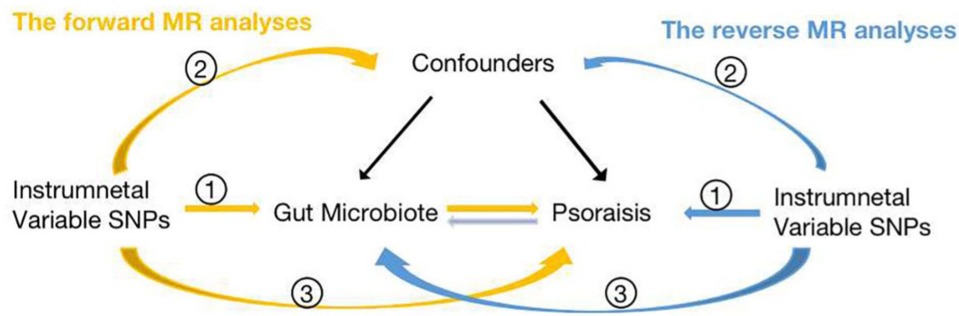 The forward MR analyses
The reverse MR analyses
2
Confounders
2
Instrumnetal
Variable SNPs
1
Gut Microbiote
Psoraisis
1
Instrumnetal
Variable SNPs
3
3